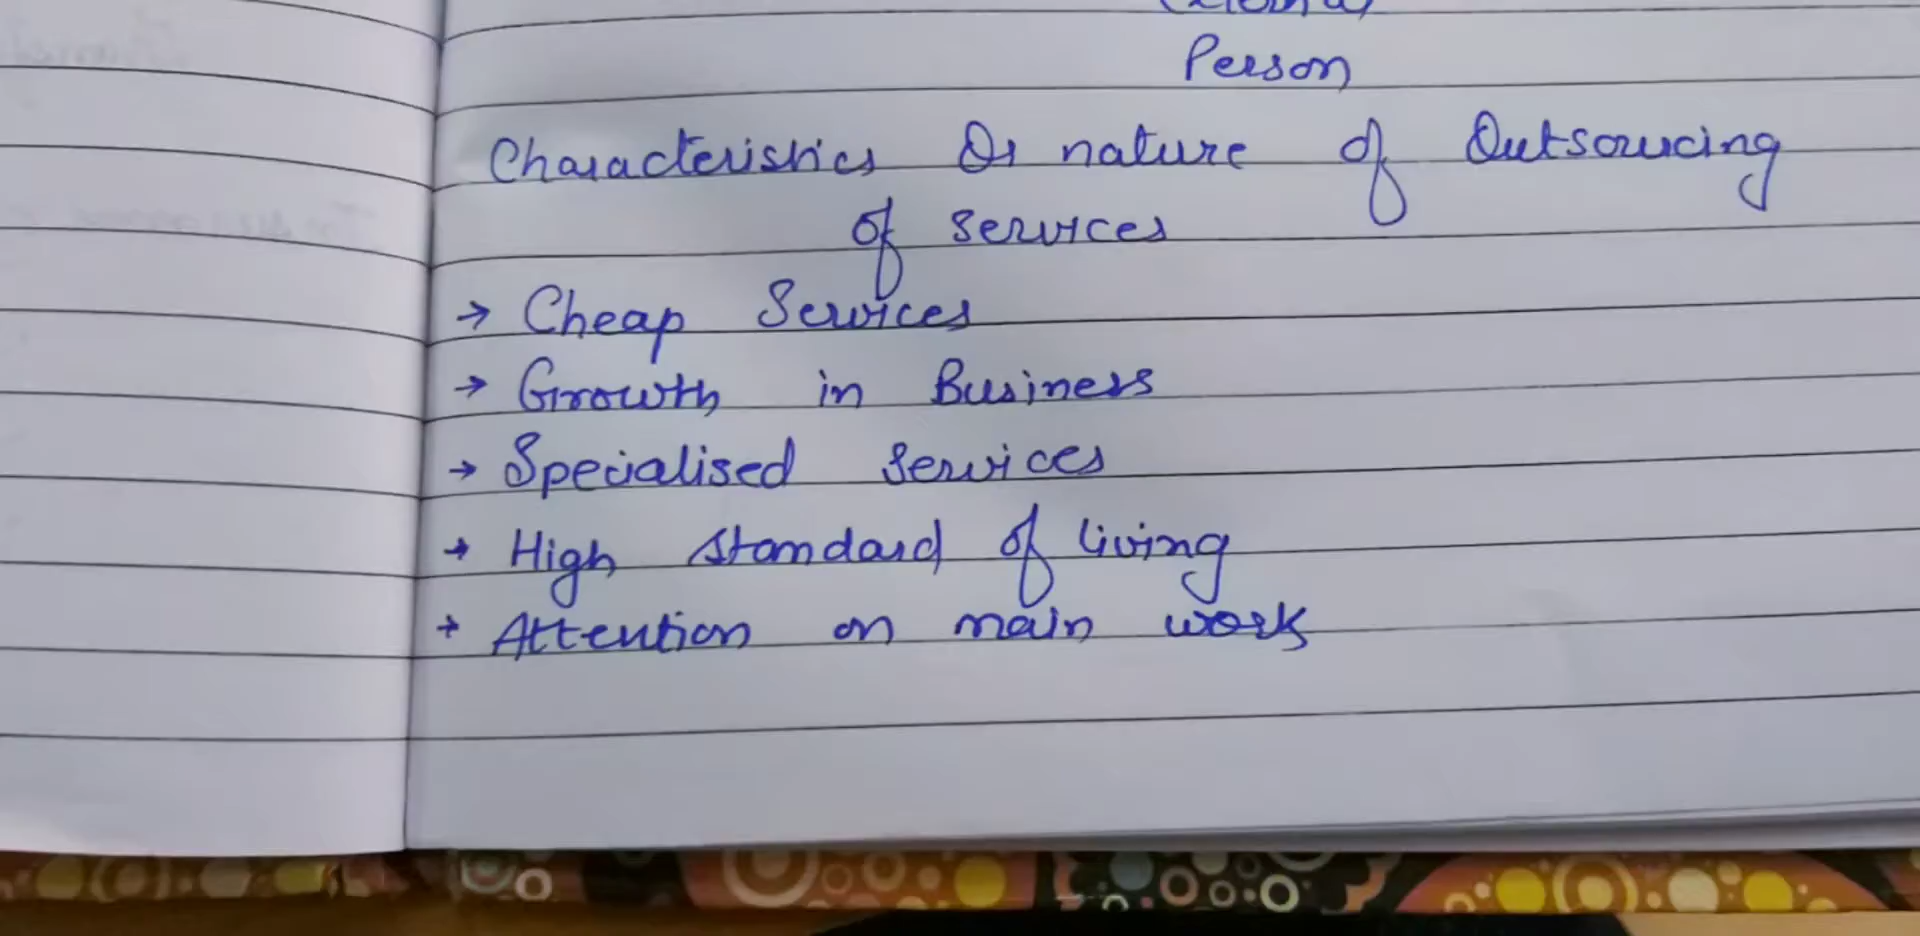 Person
Characteristics Or nature of Outsourcing
of services
→ Cheap Services
→ Growth in Business
→ Specialised services
→ High standard of living
→ Attention on main work